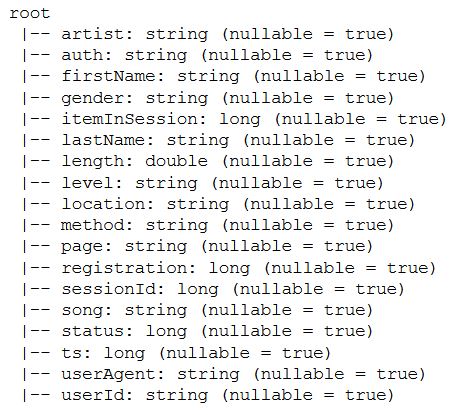 root
 |-- artist: string (nullable = true)
 |-- auth: string (nullable = true)
 |-- firstName: string (nullable = true)
 |-- gender: string (nullable = true)
 |-- itemInSession: long (nullable = true)
 |-- lastName: string (nullable = true)
 |-- length: double (nullable = true)
 |-- level: string (nullable = true)
 |-- location: string (nullable = true)
 |-- method: string (nullable = true)
 |-- page: string (nullable = true)
 |-- registration: long (nullable = true)
 |-- sessionId: long (nullable = true)
 |-- song: string (nullable = true)
 |-- status: long (nullable = true)
 |-- ts: long (nullable = true)
 |-- userAgent: string (nullable = true)
 |-- userId: string (nullable = true)